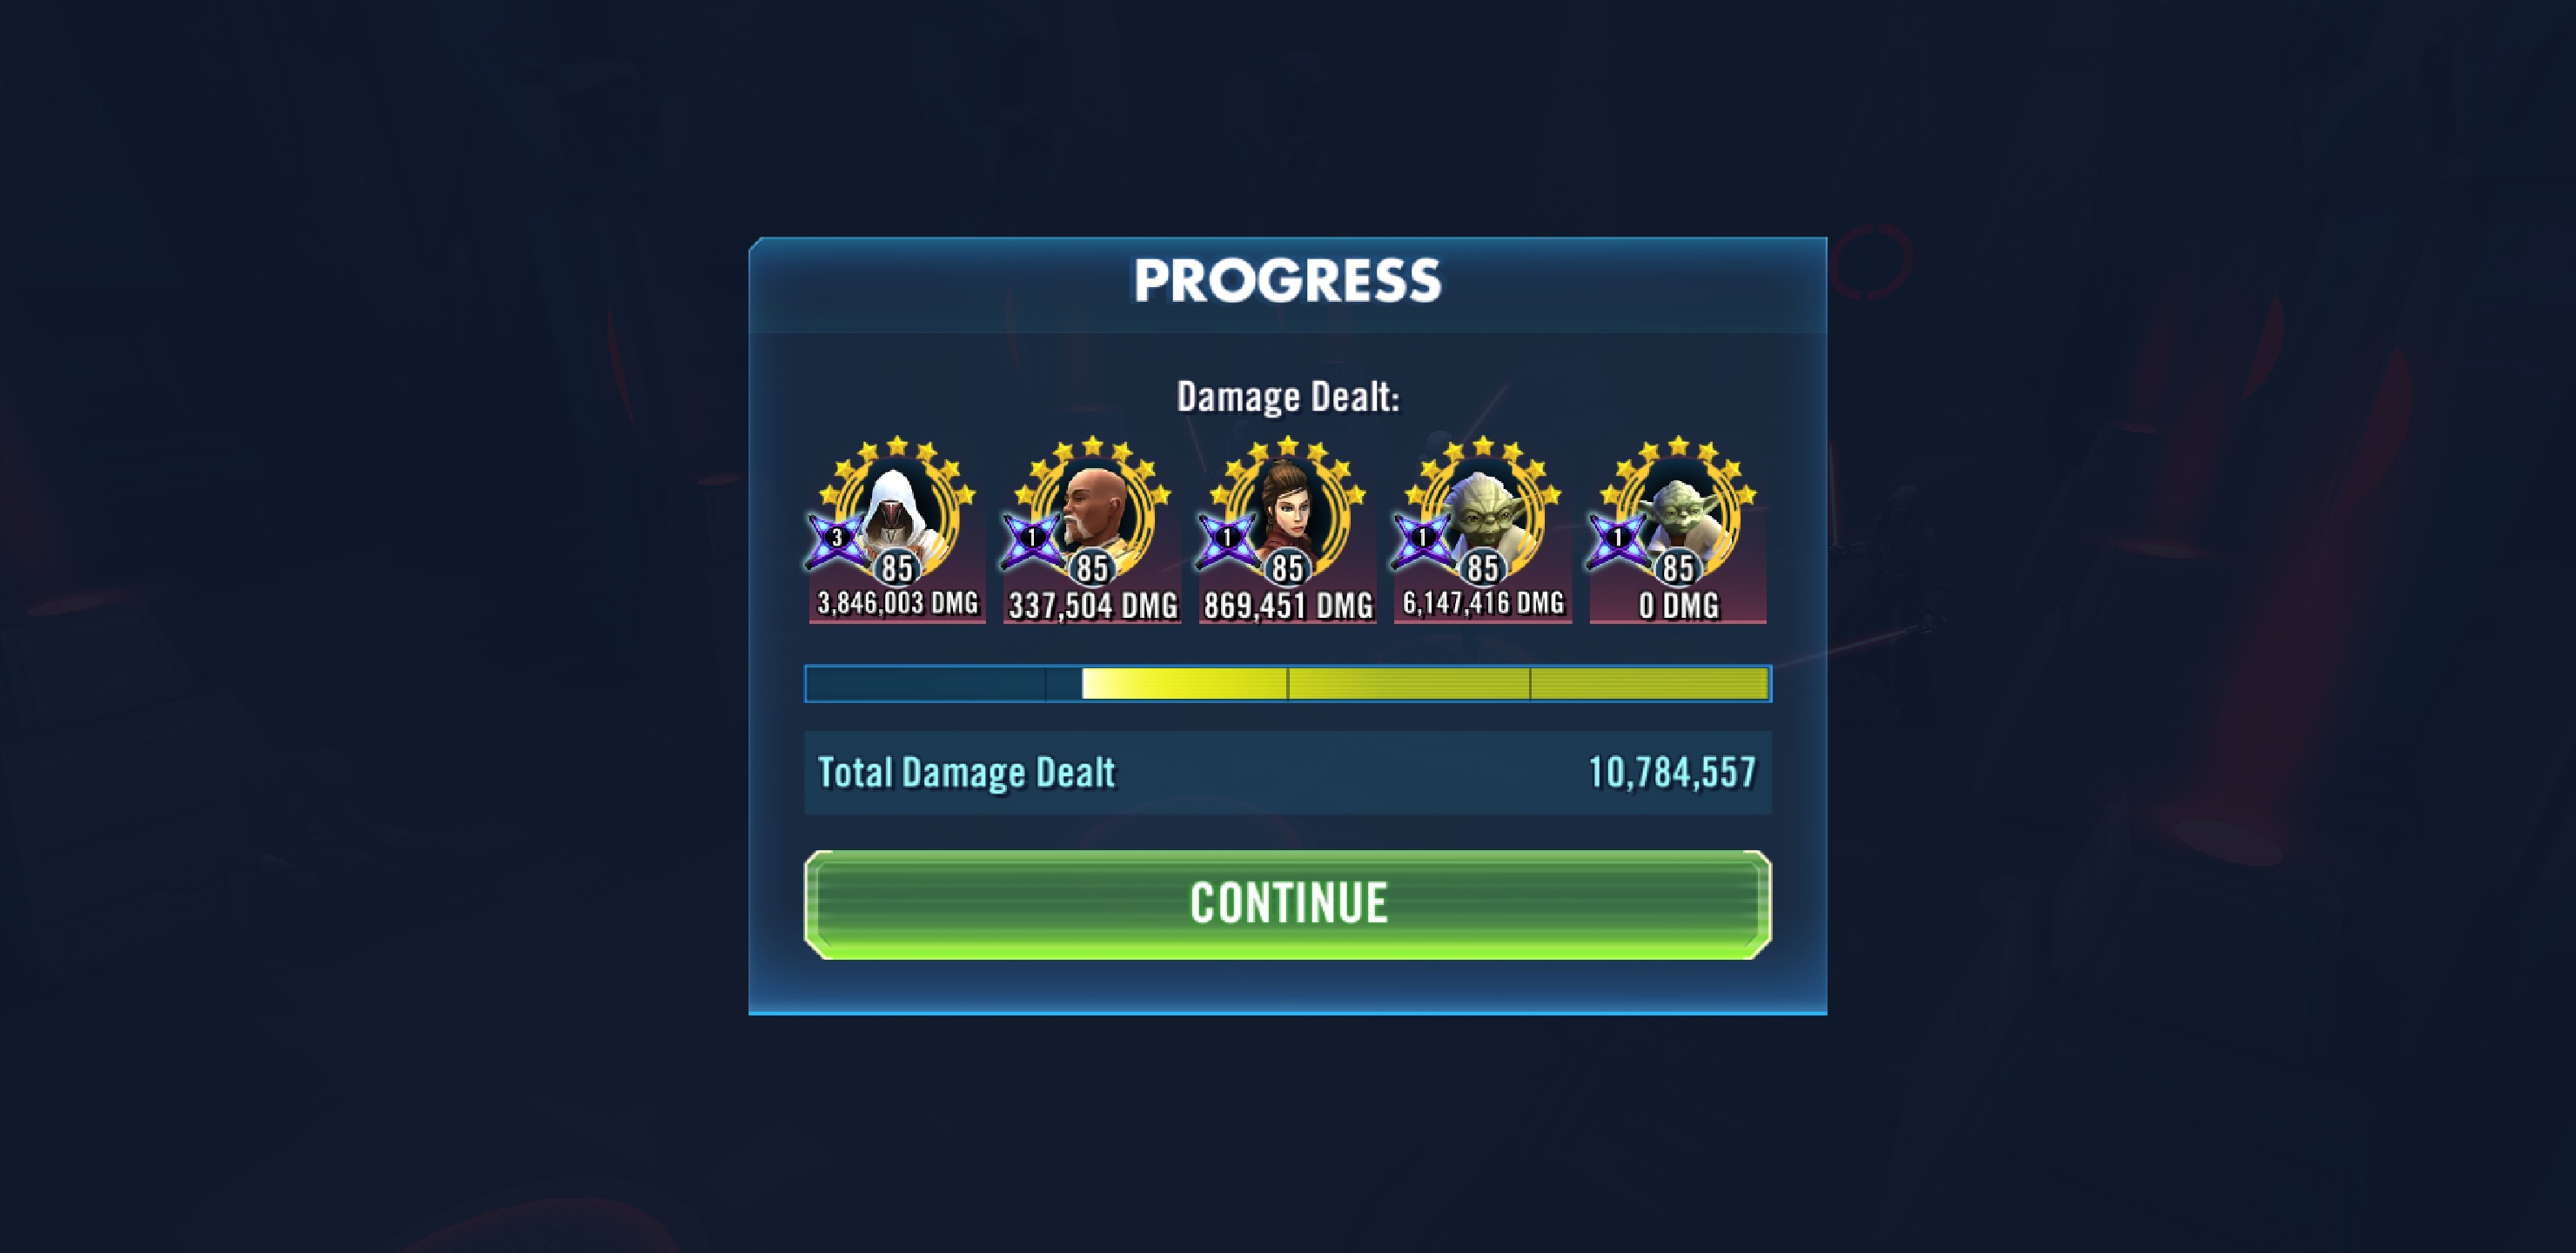 PROGRESS
Damage Dealt:
3 1 1 1 1
85 85 85 85 85
3,846,003 DMG 337,504 DMG 869,451 DMG 6,147,416 DMG 0 DMG
Total Damage Dealt 10,784,557
CONTINUE